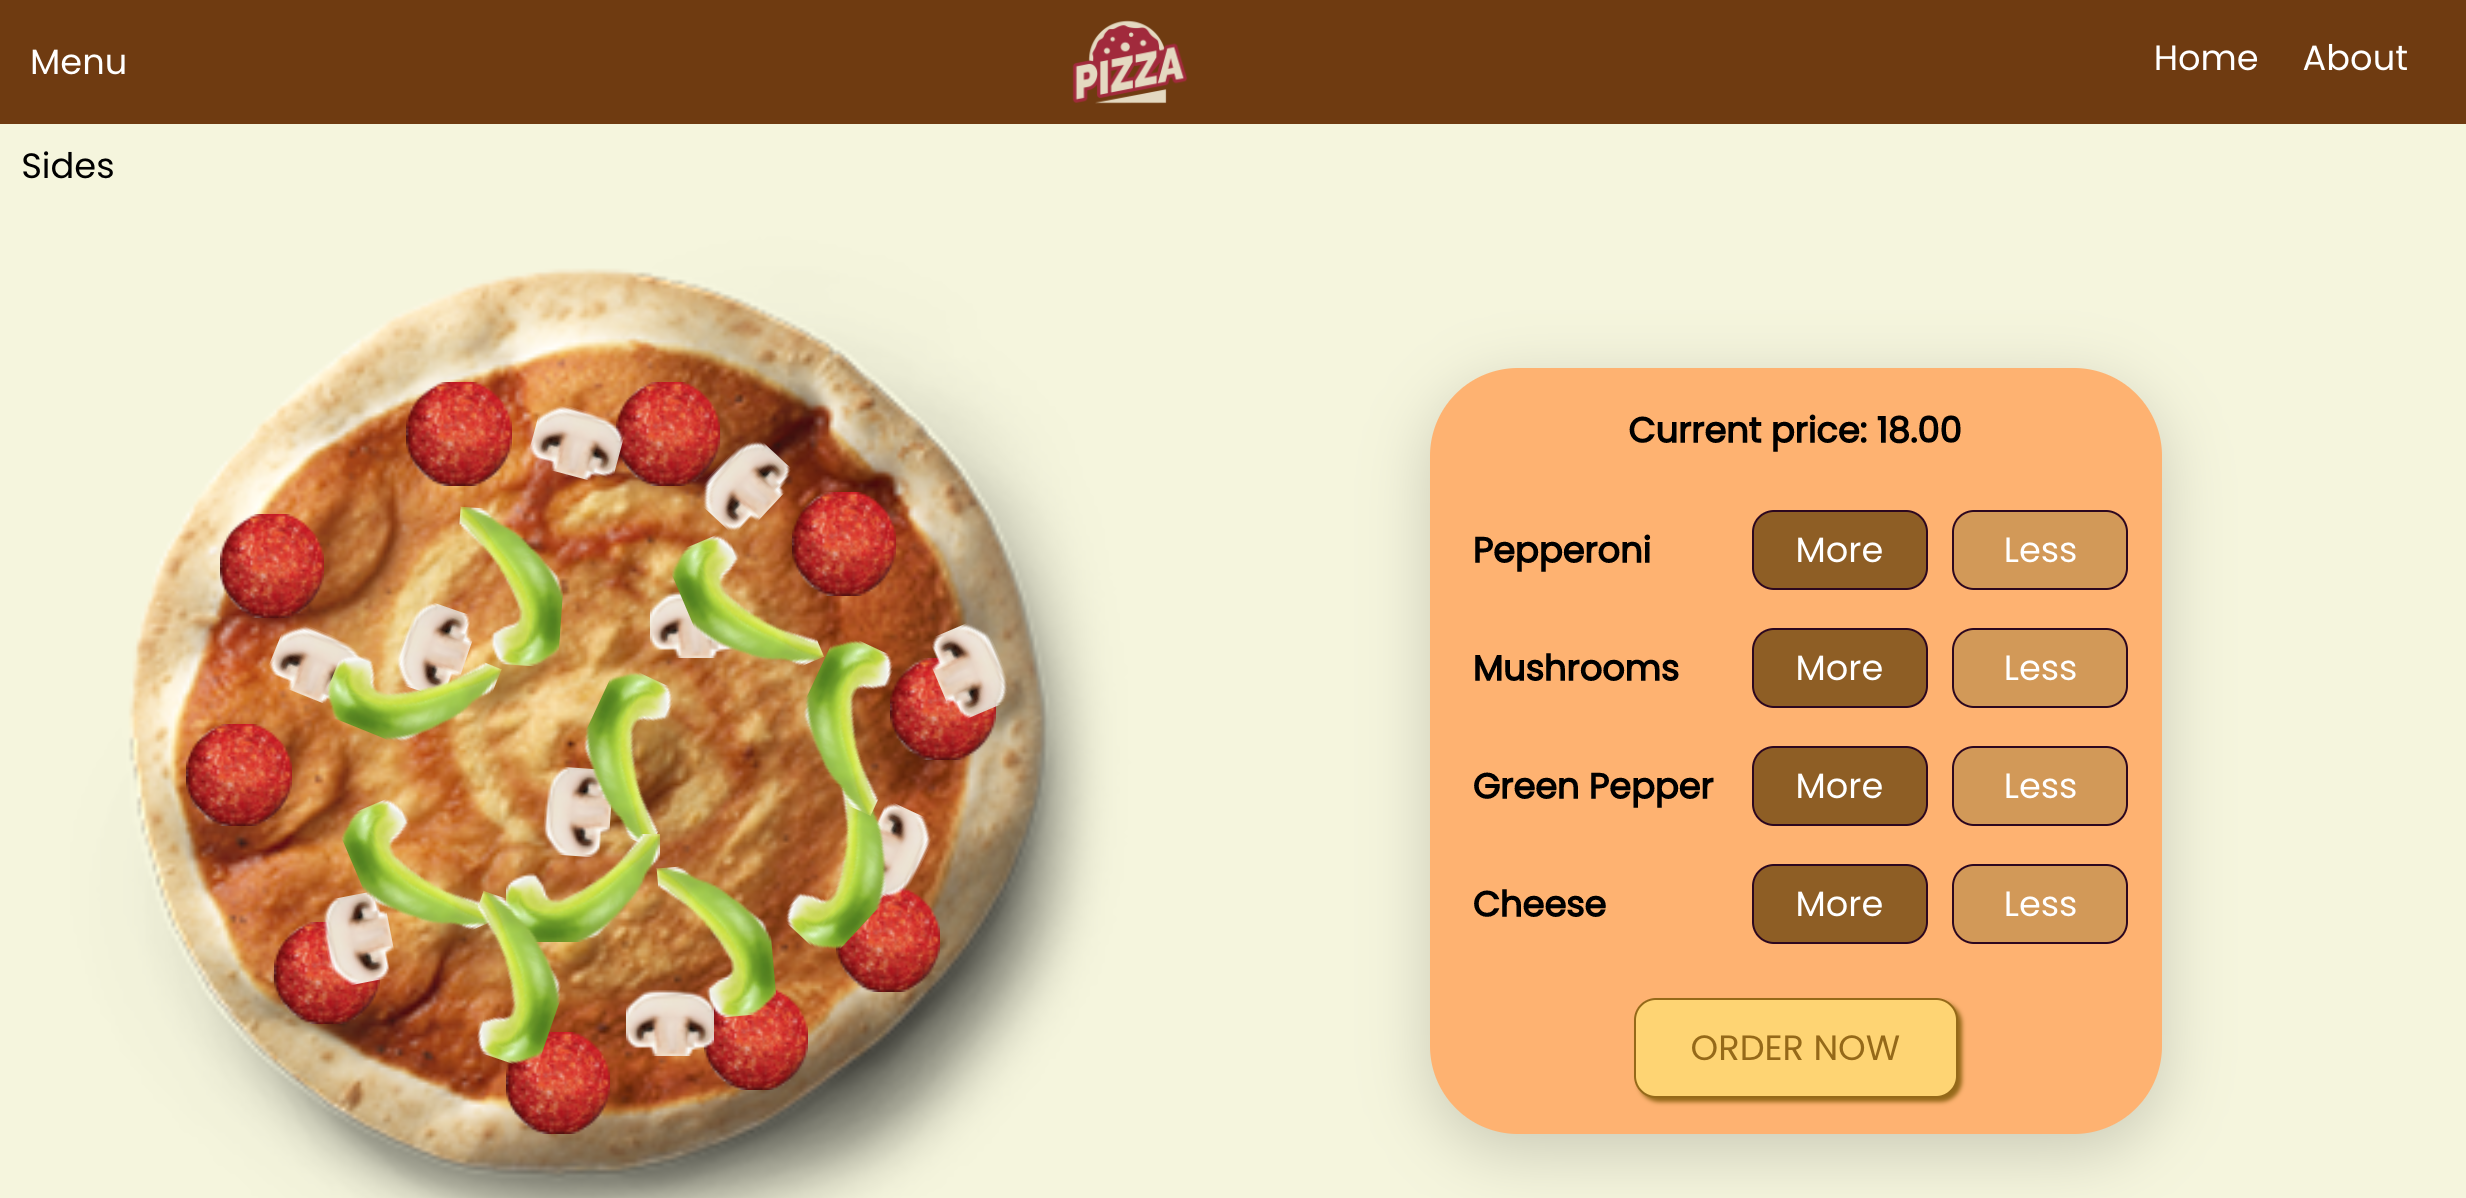 Menu
PIZZA
Home
About
Sides
Current price: 18.00
Pepperoni More Less
Mushrooms More Less
Green Pepper More Less
Cheese More Less
ORDER NOW